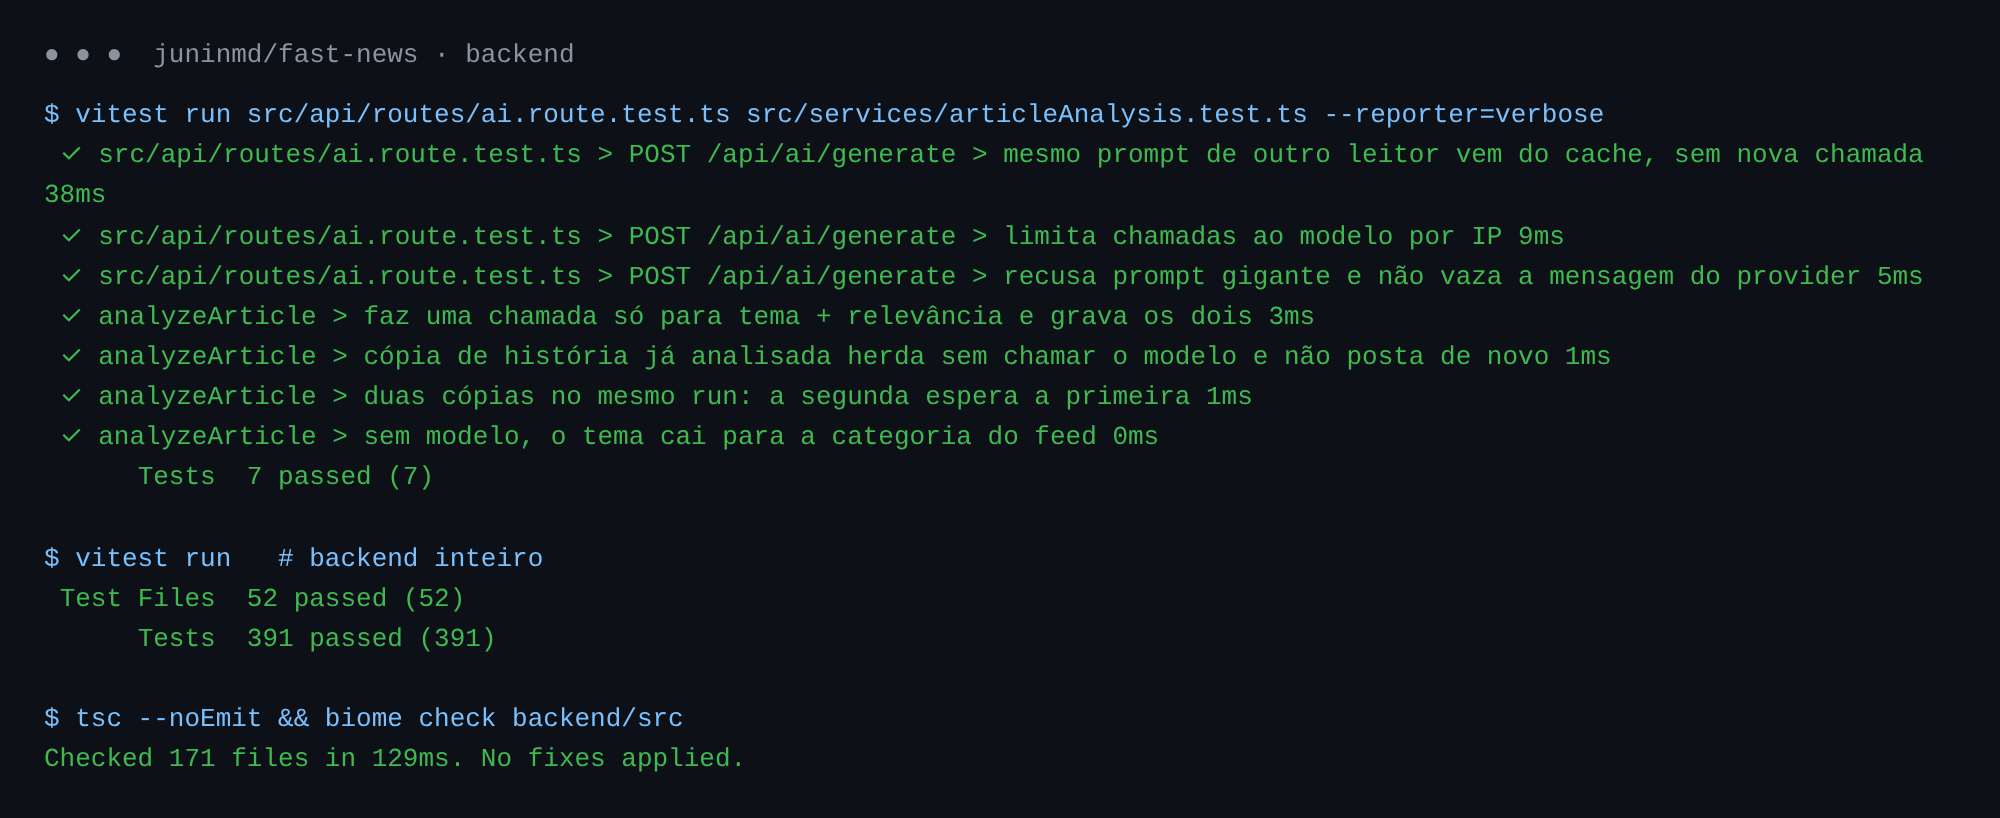 ● ● ●  juninmd/fast-news · backend
$ vitest run src/api/routes/ai.route.test.ts src/services/articleAnalysis.test.ts --reporter=verbose
✓ src/api/routes/ai.route.test.ts > POST /api/ai/generate > mesmo prompt de outro leitor vem do cache, sem nova chamada
38ms
✓ src/api/routes/ai.route.test.ts > POST /api/ai/generate > limita chamadas ao modelo por IP 9ms
✓ src/api/routes/ai.route.test.ts > POST /api/ai/generate > recusa prompt gigante e não vaza a mensagem do provider 5ms
✓ analyzeArticle > faz uma chamada só para tema + relevância e grava os dois 3ms
✓ analyzeArticle > cópia de história já analisada herda sem chamar o modelo e não posta de novo 1ms
✓ analyzeArticle > duas cópias no mesmo run: a segunda espera a primeira 1ms
✓ analyzeArticle > sem modelo, o tema cai para a categoria do feed 0ms
Tests  7 passed (7)
$ vitest run   # backend inteiro
Test Files  52 passed (52)
Tests  391 passed (391)
$ tsc --noEmit && biome check backend/src
Checked 171 files in 129ms. No fixes applied.